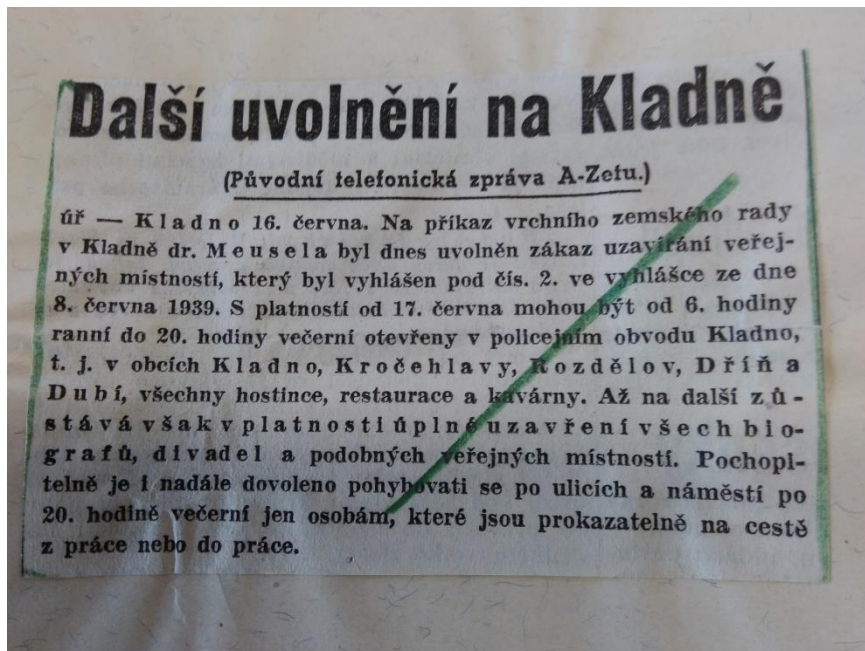 Další uvolnění na Kladně
(Původní telefonická zpráva A-Zetu.)
úř — Kladno 16. června. Na příkaz vrchního zemského rady
v Kladně dr. Meusela byl dnes uvolněn zákaz uzavírání veřej-
ných místností, který byl vyhlášen pod čís. 2. ve vyhlášce ze dne
8. června 1939. S platností od 17. června mohou být od 6. hodiny
ranní do 20. hodiny večerní otevřeny v policejním obvodu Kladno,
t. j. v obcích Kladno, Kročehlavy, Rozdělov, Dříň a
Dubí, všechny hostince, restaurace a kavárny. Až na další zů-
stává však v platnosti úplné uzavření všech bio-
grafů, divadel a podobných veřejných místností. Pochopi-
telně je i nadále dovoleno pohybovati se po ulicích a náměstí po
20. hodině večerní jen osobám, které jsou prokazatelně na cestě
z práce nebo do práce.